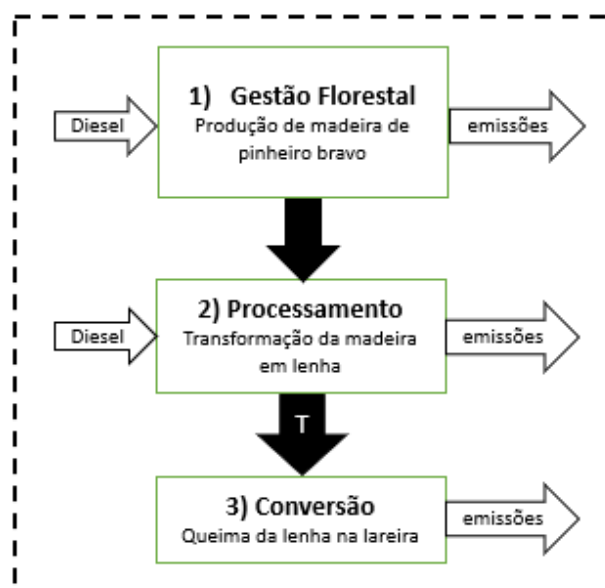 1) Gestão Florestal
Diesel
Produção de madeira de
pinheiro bravo
emissões
2) Processamento
Diesel
Transformação da madeira
em lenha
emissões
T
3) Conversão
Queima da lenha na lareira
emissões